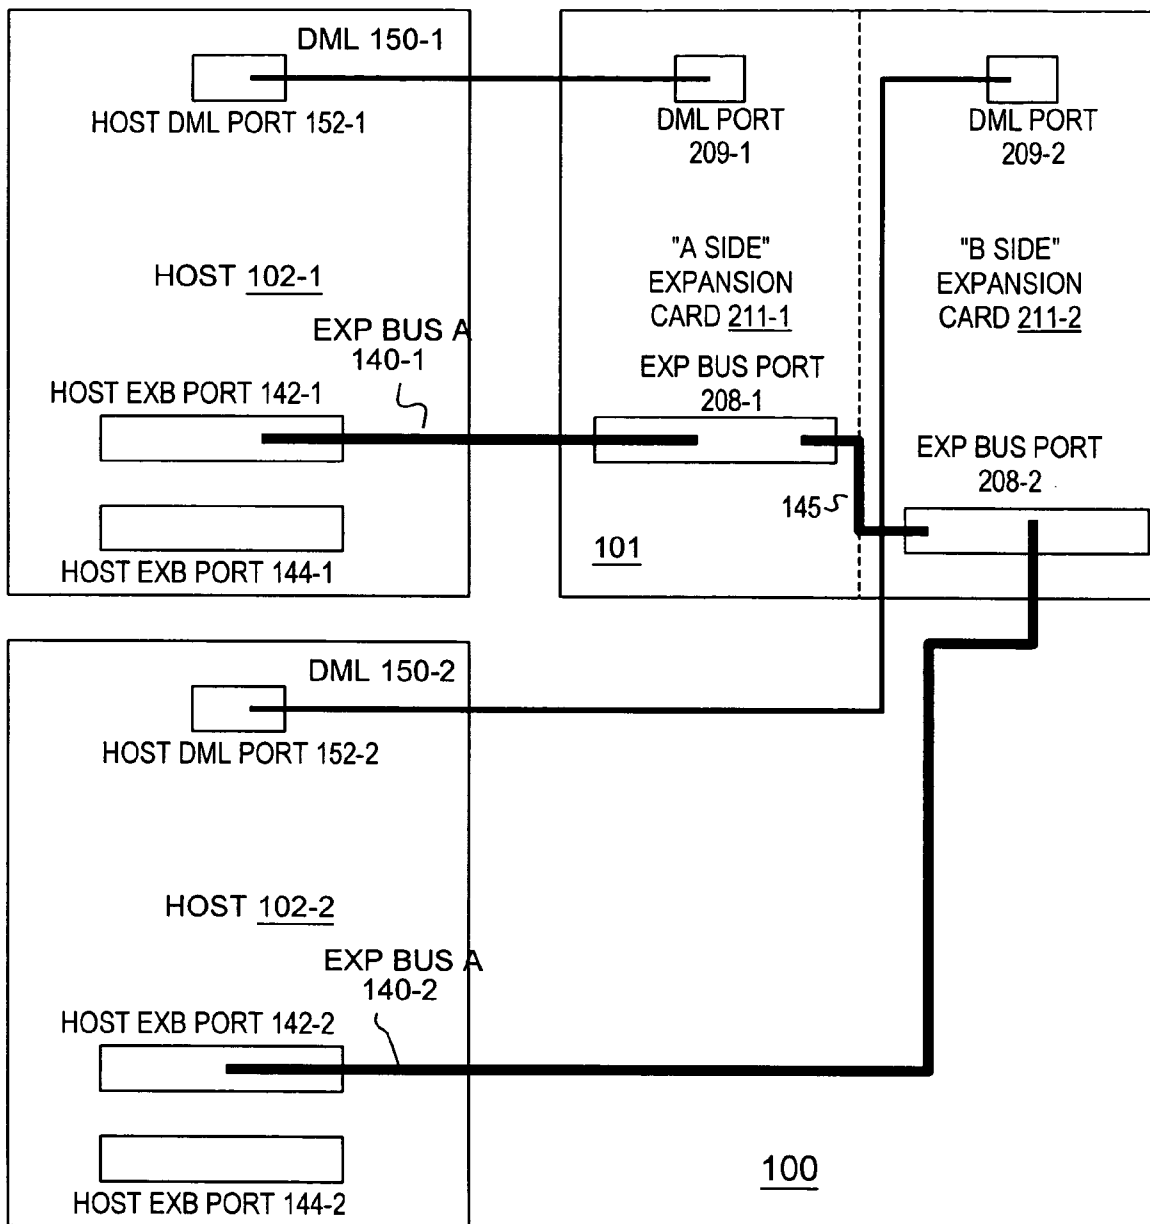 DML 150-1
HOST DML PORT 152-1
HOST 102-1
EXP BUS A
140-1
HOST EXB PORT 142-1
HOST EXB PORT 144-1
DML PORT
209-1
"A SIDE"
EXPANSION
CARD 211-1
EXP BUS PORT
208-1
145
101
DML PORT
209-2
"B SIDE"
EXPANSION
CARD 211-2
EXP BUS PORT
208-2
DML 150-2
HOST DML PORT 152-2
HOST 102-2
EXP BUS A
140-2
HOST EXB PORT 142-2
HOST EXB PORT 144-2
100